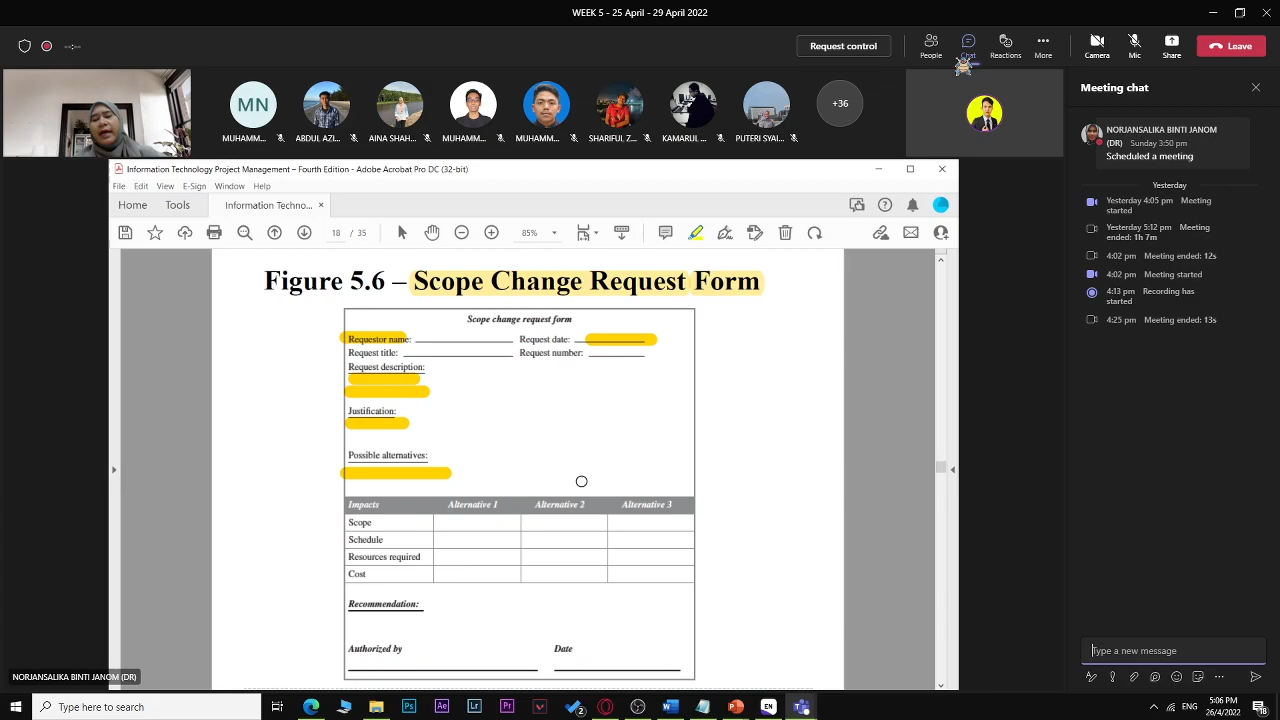 WEEK 5 - 25 Sept - 29 April 2022
--:--
Request control
People
Chat
Reactions
More
Camera
Mic
Share
Leave
MN
MUHAMM...
ABDUL AZI...
AINA SHAH...
MUHAMM...
MUHAMM...
SHARIFUL Z...
KAMARUL ...
PUTERI SYAI...
+36
Meeting chat
NORJANSALIKA BINTI JANOM
(DR) Sunday 3:50 pm
Scheduled a meeting
Yesterday
Yesterday 4:05 pm Meeting
started
Yesterday 5:12 pm Meeting
ended: 1h 7m
4:02 pm Meeting ended: 12s
4:02 pm Meeting started
4:13 pm Recording has
started
4:25 pm Meeting ended: 13s
Type a new message
Information Technology Project Management – Fourth Edition - Adobe Acrobat Pro DC (32-bit)
File Edit View E-Sign Window Help
Home Tools Information Techno... ×
18 / 35
85%
Figure 5.6 – Scope Change Request Form
Scope change request form
Requestor name: Request date:
Request title: Request number:
Request description:
Justification:
Possible alternatives:
Impacts Alternative 1 Alternative 2 Alternative 3
Scope
Schedule
Resources required
Cost
Recommendation:
Authorized by Date
NORJANSALIKA BINTI JANOM (DR)
Type here to search
Ps
Ae
Lr
Pr
2
EN
5:06 PM
26/4/2022